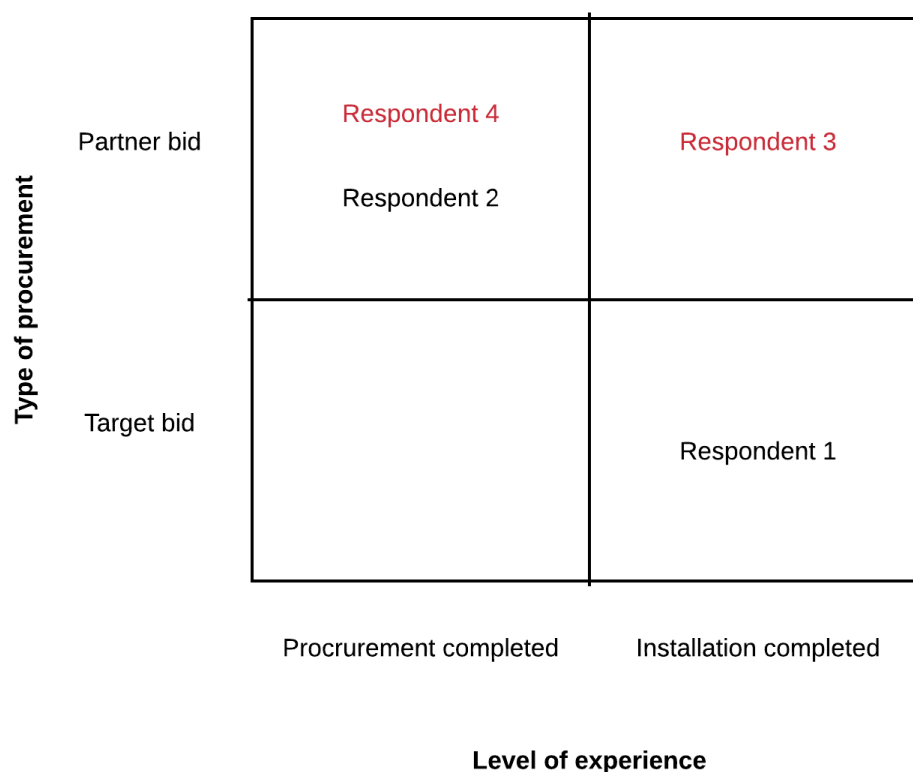 Respondent 4
Partner bid
Respondent 3
Respondent 2
Type of procurement
Target bid
Respondent 1
Procrurement completed
Installation completed
Level of experience